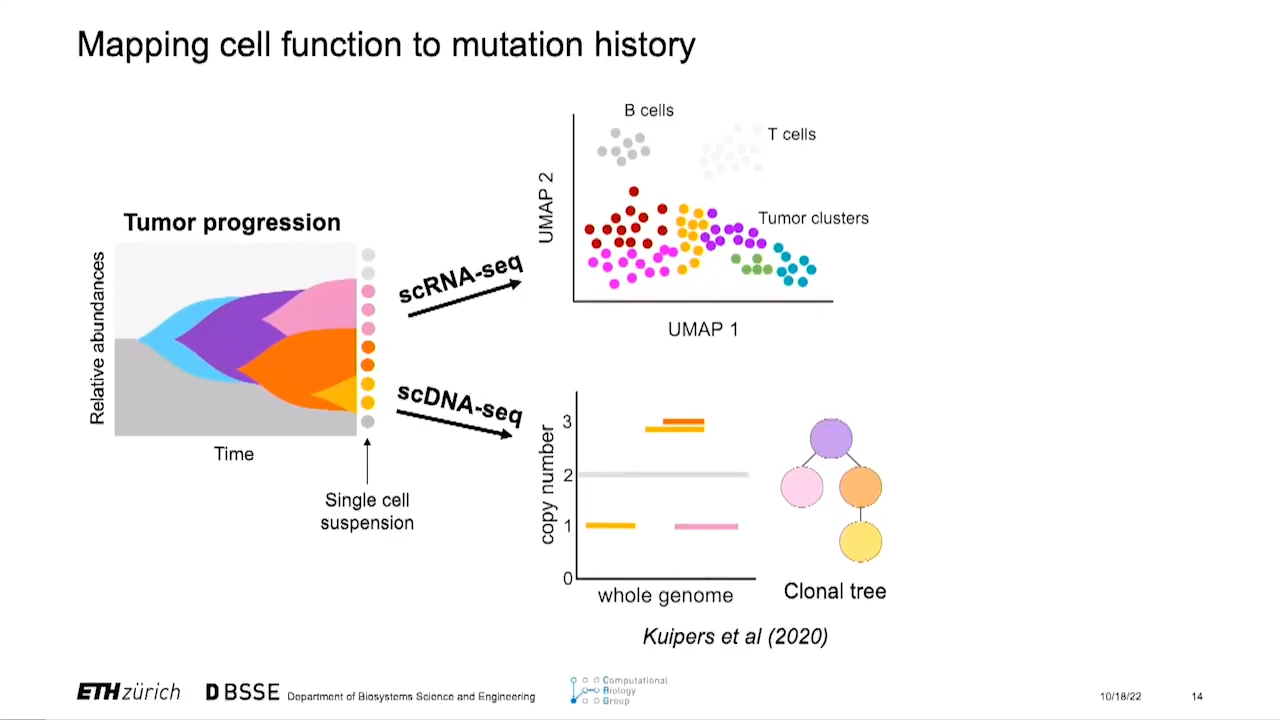 Mapping cell function to mutation history
Tumor progression
Relative abundances
Time
Single cell
suspension
scRNA-seq
scDNA-seq
B cells
T cells
Tumor clusters
UMAP 2
UMAP 1
copy number
3
2
1
0
whole genome
Clonal tree
Kuipers et al (2020)
ETH zürich
D BSSE Department of Biosystems Science and Engineering
Computational
Biology
Group
10/18/22
14